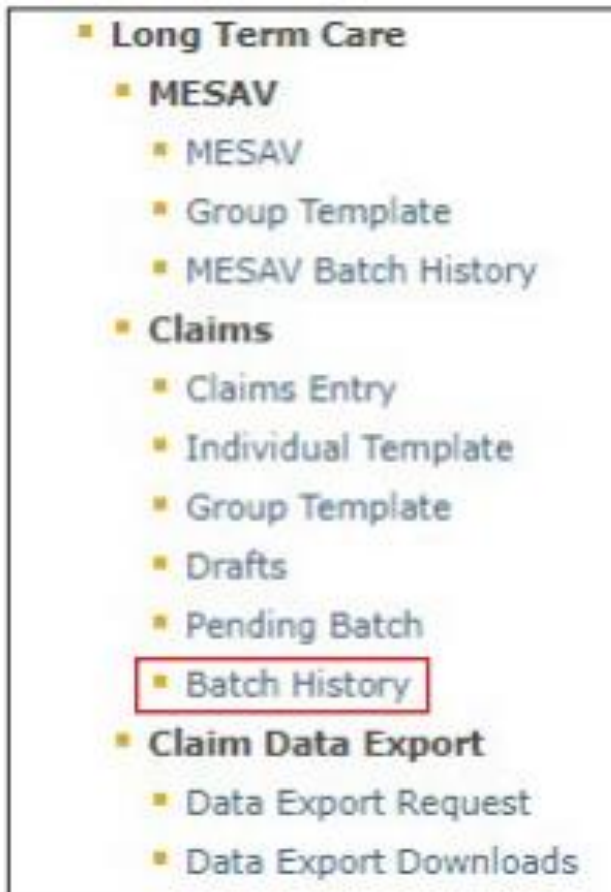 Long Term Care
MESAV
MESAV
Group Template
MESAV Batch History
Claims
Claims Entry
Individual Template
Group Template
Drafts
Pending Batch
Batch History
Claim Data Export
Data Export Request
Data Export Downloads